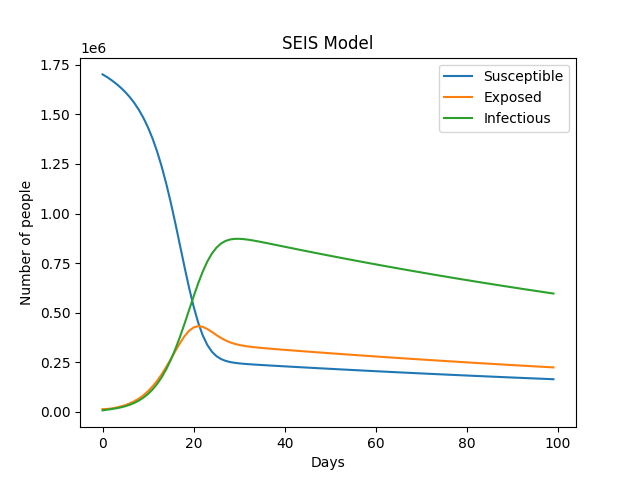 SEIS Model
1e6
1.75
1.50
1.25
1.00
0.75
0.50
0.25
0.00
Number of people
Susceptible
Exposed
Infectious
0 20 40 60 80 100
Days